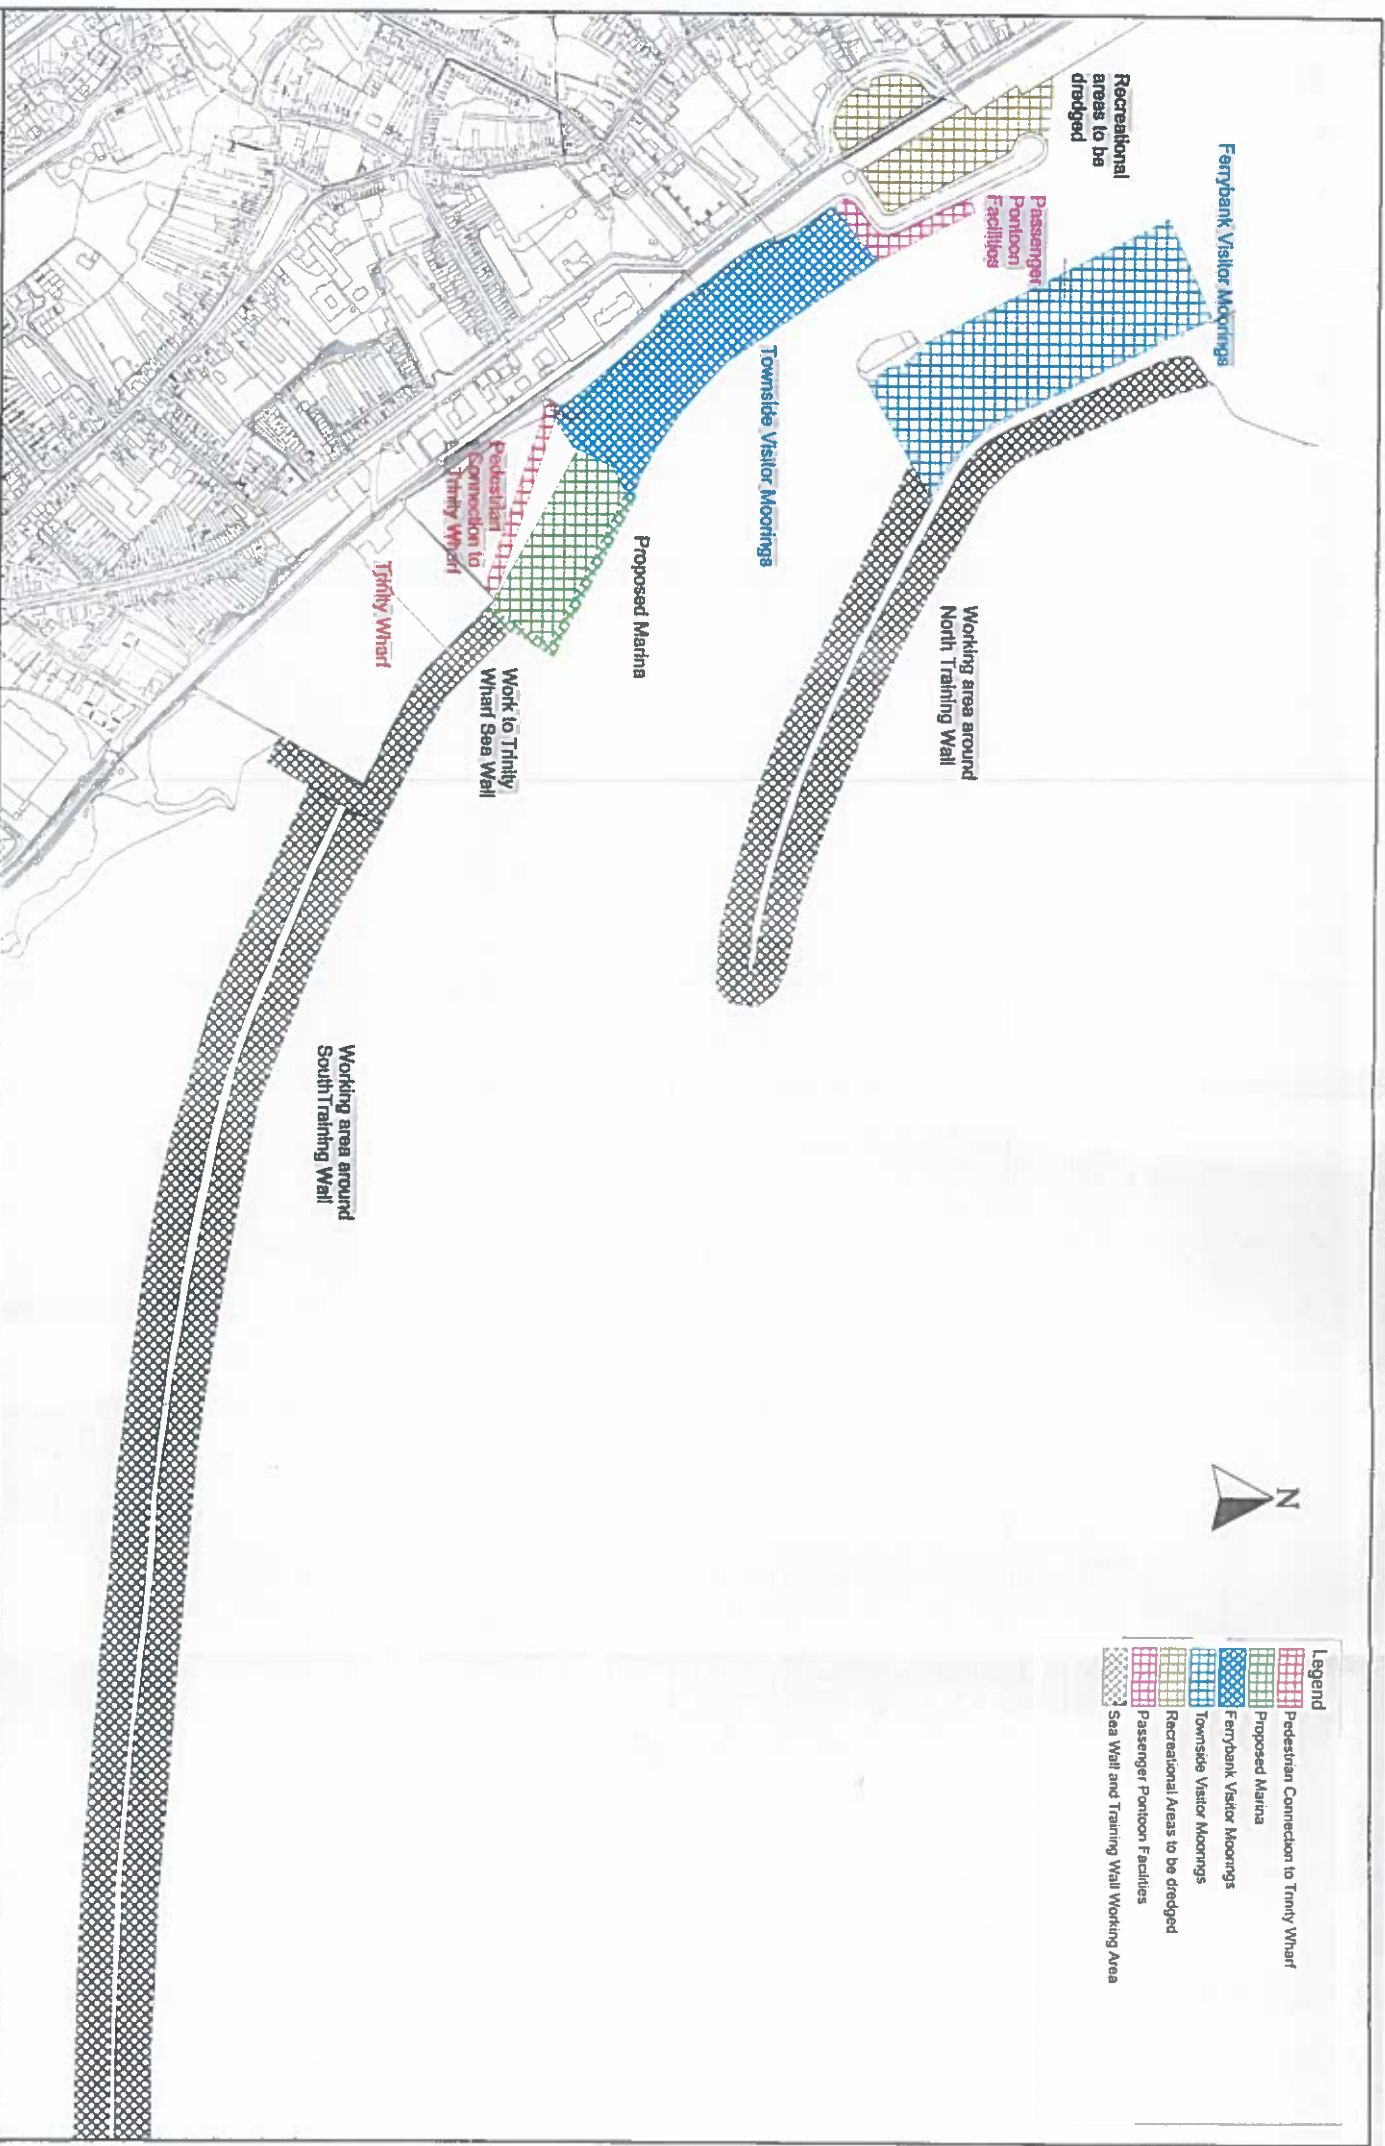 Ferrybank Visitor Moorings
Recreational
areas to be
dredged
Passenger
Pontoon
Facilities
Townside Visitor Moorings
Working area around
North Training Wall
Proposed Marina
Pedestrian
Connection to
Trinity Wharf
Trinity Wharf
Work to Trinity
Wharf Sea Wall
Working area around
SouthTraining Wall
N
Legend
Pedestrian Connection to Trinity Wharf
Proposed Marina
Ferrybank Visitor Moorings
Townside Visitor Moorings
Recreational Areas to be dredged
Passenger Pontoon Facilities
Sea Wall and Training Wall Working Area